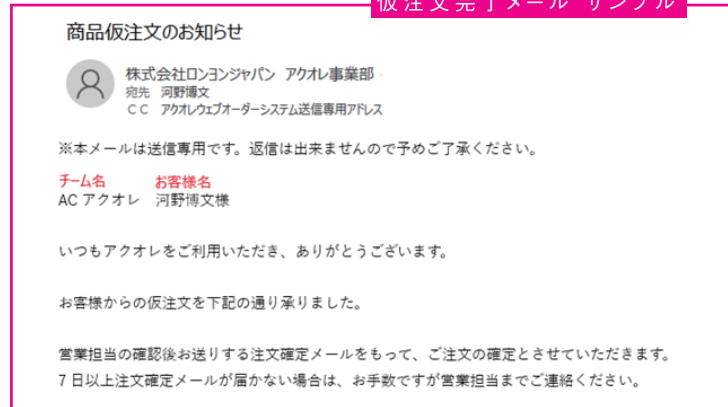 仮注文完了メール サンプル
商品仮注文のお知らせ
株式会社ロンヨンジャパン アクオレ事業部
宛先 河野博文
CC アクオレウェブオーダーシステム送信専用アドレス
※本メールは送信専用です。返信は出来ませんので予めご了承ください。
チーム名 お客様名
AC アクオレ 河野博文様
いつもアクオレをご利用いただき、ありがとうございます。
お客様からの仮注文を下記の通り承りました。
営業担当の確認後お送りする注文確定メールをもって、ご注文の確定とさせていただきます。
7 日以上注文確定メールが届かない場合は、お手数ですが営業担当までご連絡ください。